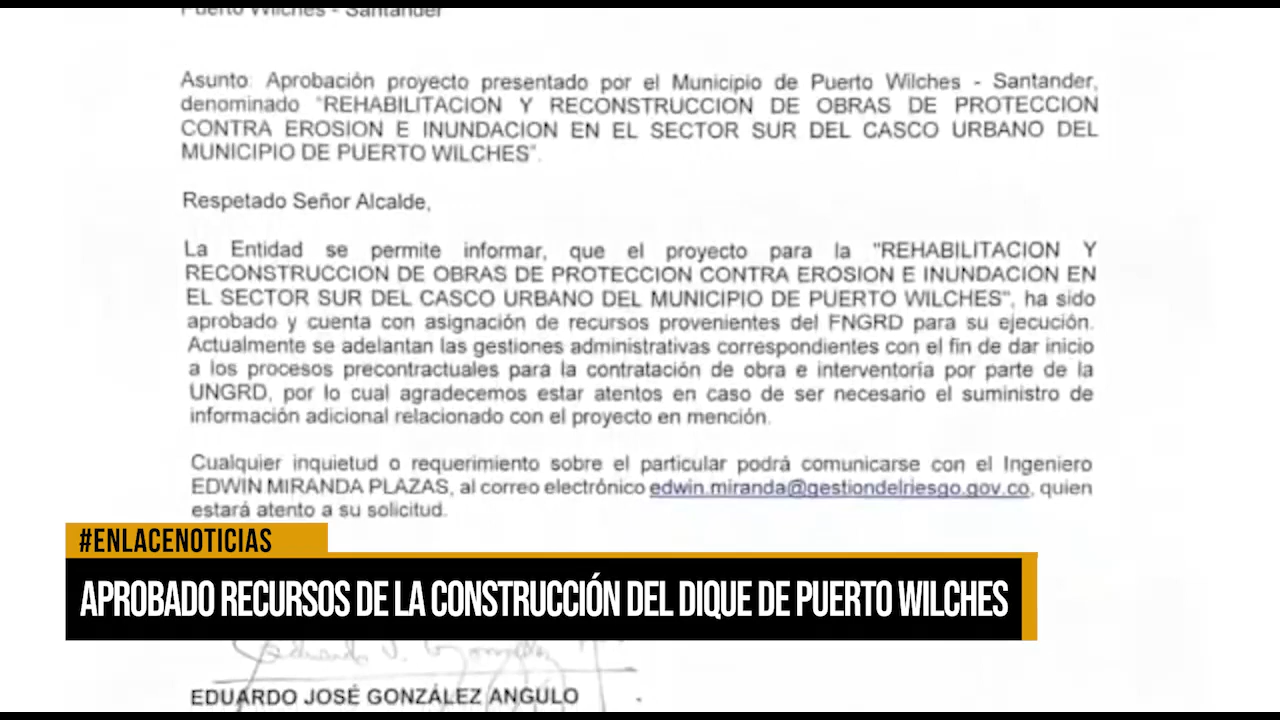 Puerto Wilches - Santander
Asunto: Aprobación proyecto presentado por el Municipio de Puerto Wilches - Santander,
denominado "REHABILITACION Y RECONSTRUCCION DE OBRAS DE PROTECCION
CONTRA EROSION E INUNDACION EN EL SECTOR SUR DEL CASCO URBANO DEL
MUNICIPIO DE PUERTO WILCHES".
Respetado Señor Alcalde,
La Entidad se permite informar, que el proyecto para la "REHABILITACION Y
RECONSTRUCCION DE OBRAS DE PROTECCION CONTRA EROSION E INUNDACION EN
EL SECTOR SUR DEL CASCO URBANO DEL MUNICIPIO DE PUERTO WILCHES", ha sido
aprobado y cuenta con asignación de recursos provenientes del FNGRD para su ejecución.
Actualmente se adelantan las gestiones administrativas correspondientes con el fin de dar inicio
a los procesos precontractuales para la contratación de obra e interventoría por parte de la
UNGRD, por lo cual agradecemos estar atentos en caso de ser necesario el suministro de
información adicional relacionado con el proyecto en mención.
Cualquier inquietud o requerimiento sobre el particular podrá comunicarse con el Ingeniero
EDWIN MIRANDA PLAZAS, al correo electrónico edwin.miranda@gestiondelriesgo.gov.co, quien
estará atento a su solicitud.
#ENLACENOTICIAS
APROBADO RECURSOS DE LA CONSTRUCCIÓN DEL DIQUE DE PUERTO WILCHES
EDUARDO JOSÉ GONZÁLEZ ANGULO